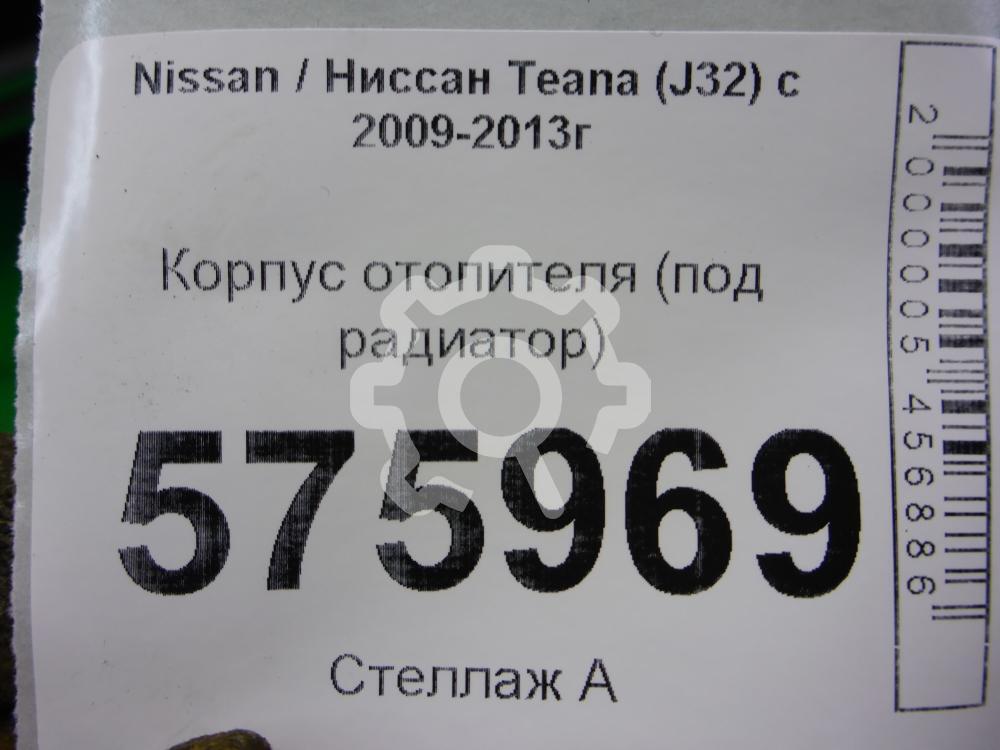 Nissan / Ниссан Teana (J32) с
2009-2013г
Корпус отопителя (под
радиатор)
575969
Стеллаж А
2000005456886